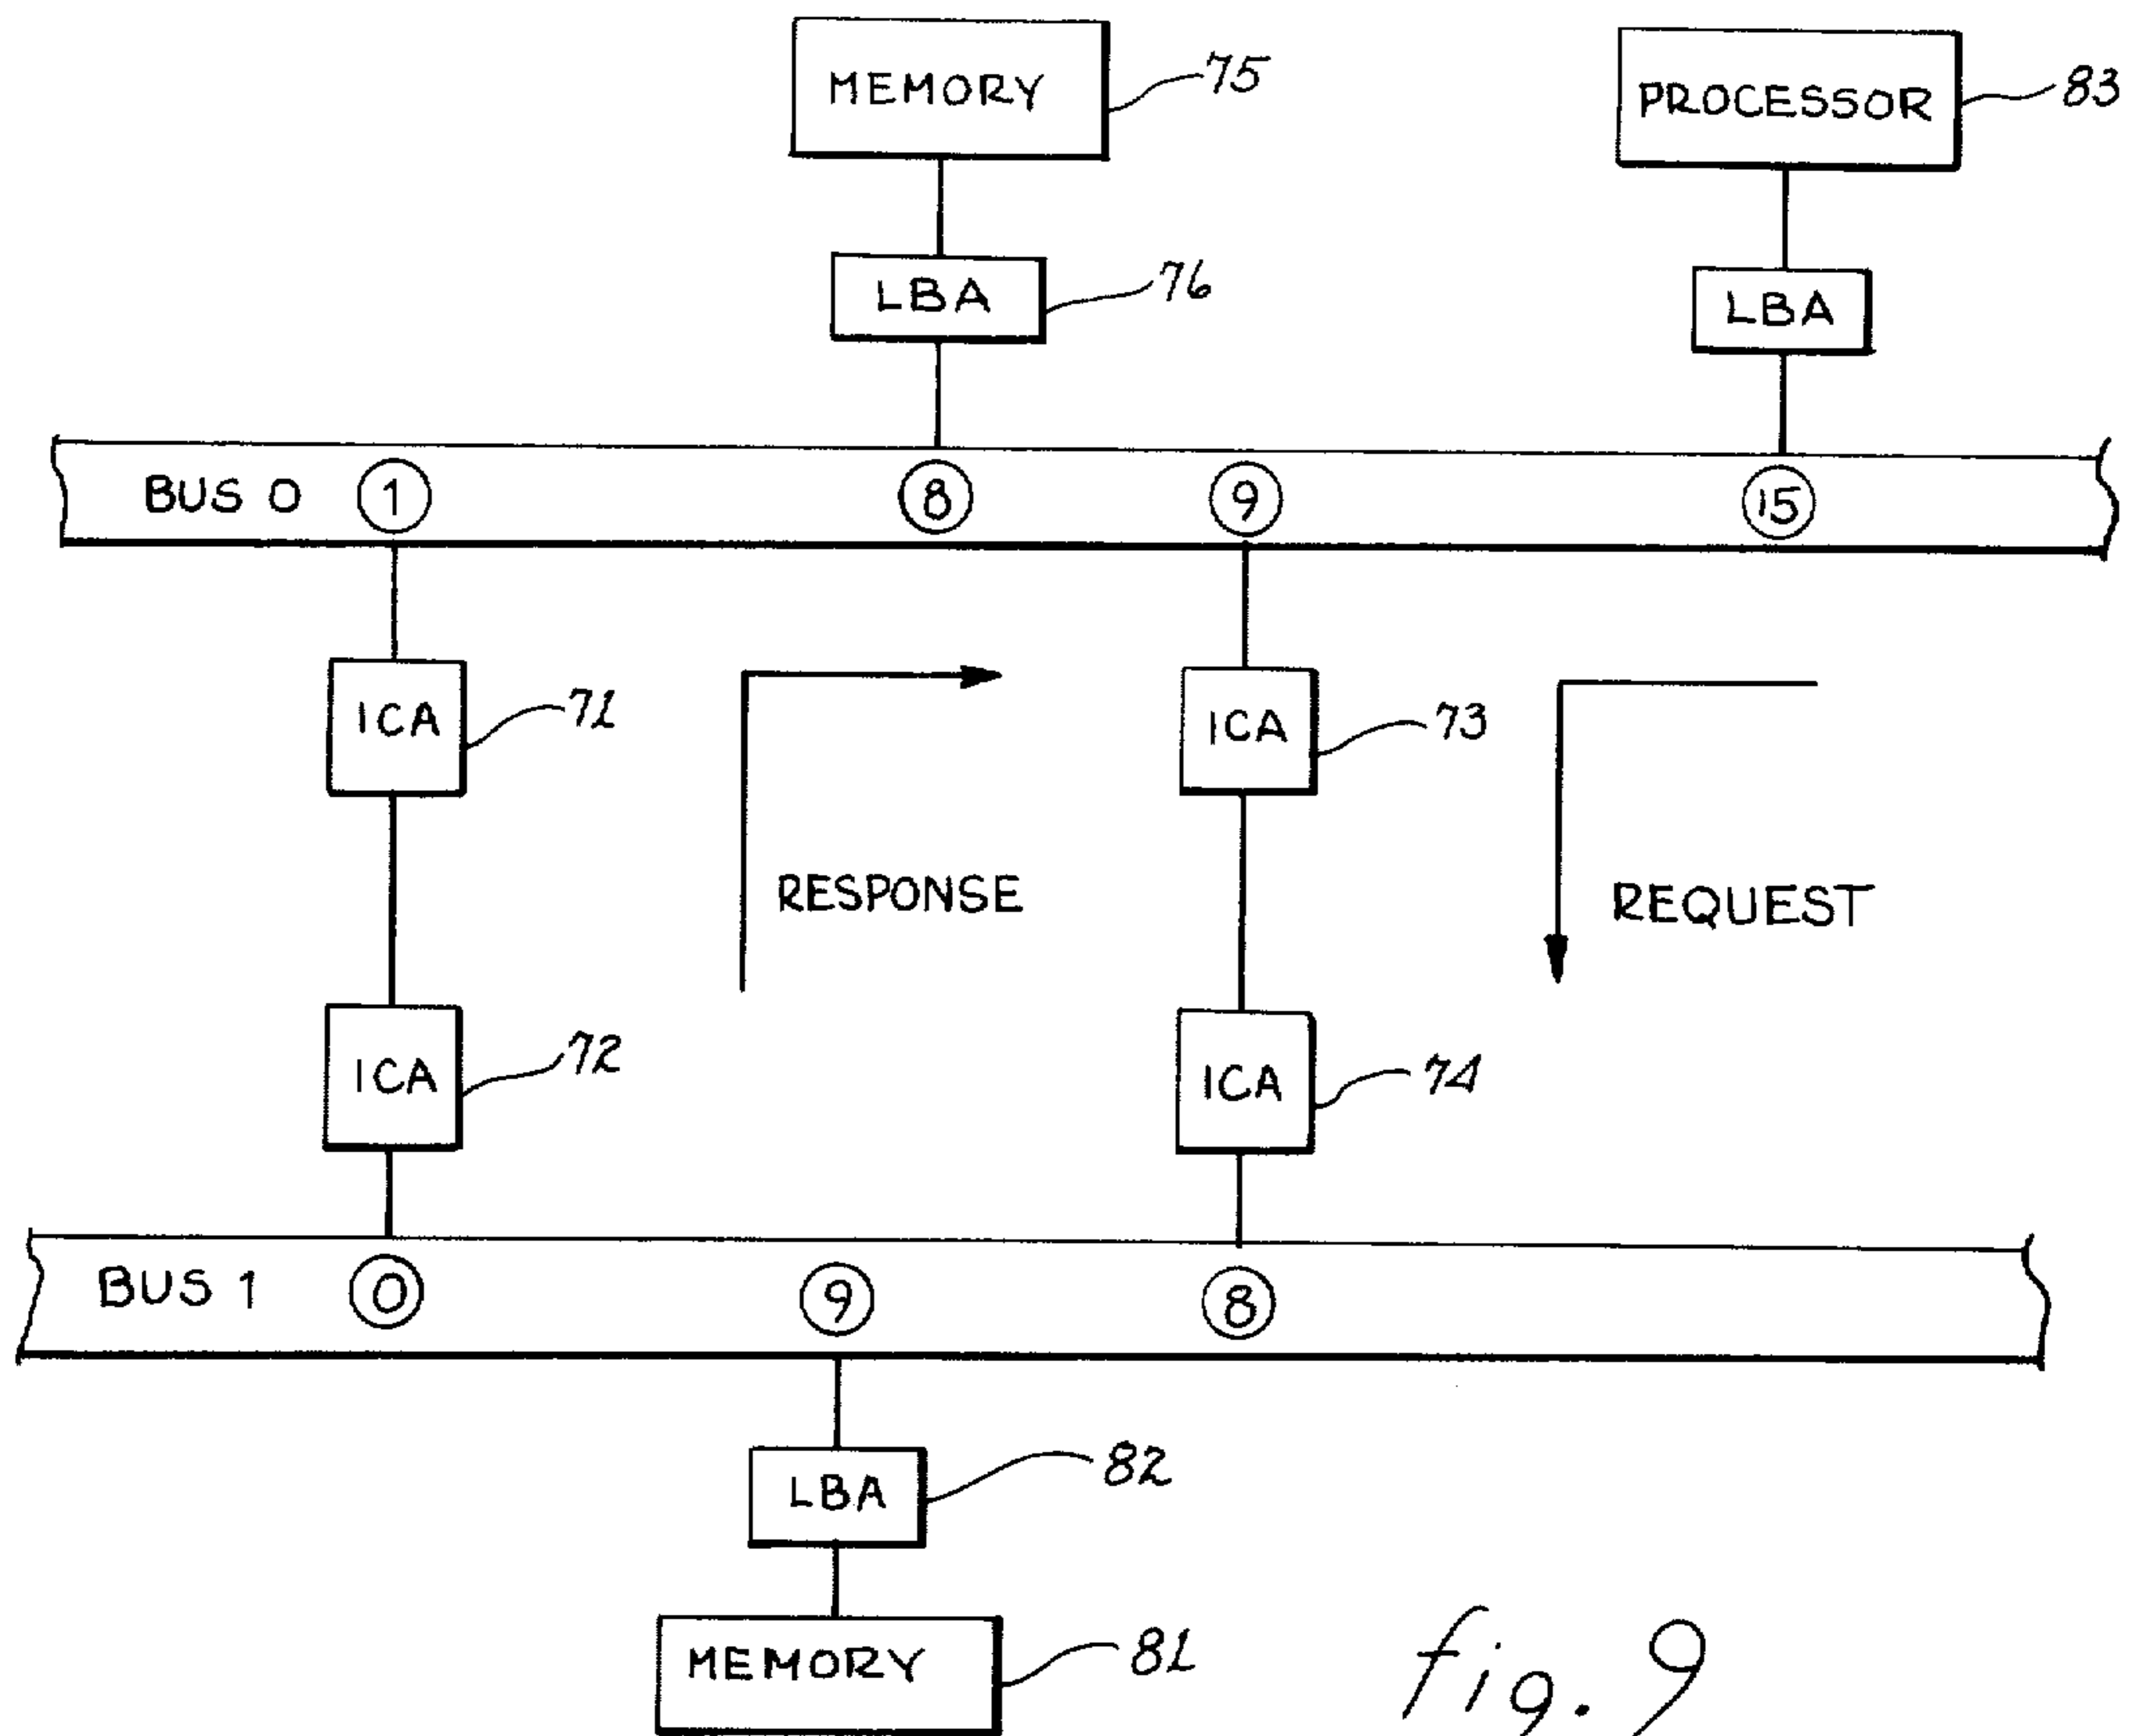 MEMORY
75
PROCESSOR
83
LBA
76
LBA
BUS 0
1
8
9
15
ICA
71
ICA
73
RESPONSE
REQUEST
ICA
72
ICA
74
BUS 1
0
9
8
LBA
82
MEMORY
81
fig. 9